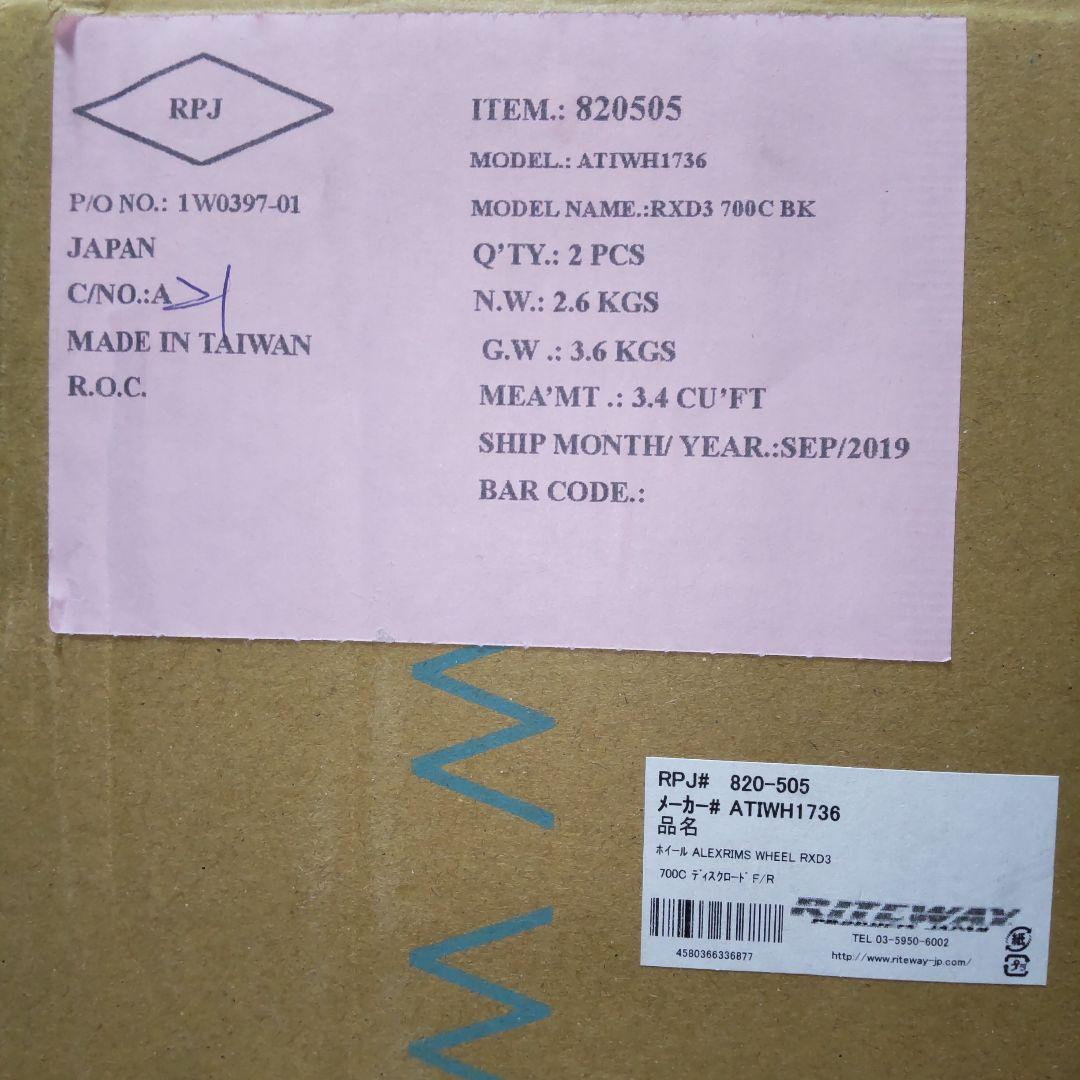 RPJ
P/O NO.: 1W0397-01
JAPAN
C/NO.:A
MADE IN TAIWAN
R.O.C.
ITEM.: 820505
MODEL.: ATIWH1736
MODEL NAME.:RXD3 700C BK
Q'TY.: 2 PCS
N.W.: 2.6 KGS
G.W .: 3.6 KGS
MEA'MT .: 3.4 CU'FT
SHIP MONTH/ YEAR.:SEP/2019
BAR CODE.:
RPJ# 820-505
メーカー# ATIWH1736
品名
ホイール ALEXRIMS WHEEL RXD3
700C ディスクロード F/R
4580366336877
RITEWAY
TEL 03-5950-6002
http://www.riteway-jp.com/
紙
プラ